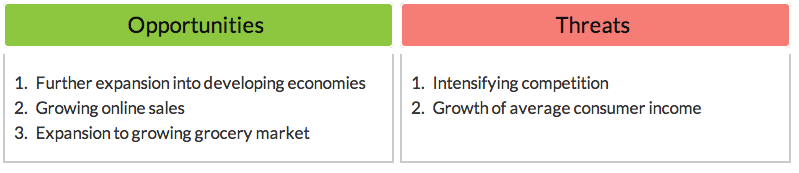 Opportunities
1. Further expansion into developing economies
2. Growing online sales
3. Expansion to growing grocery market
Threats
1. Intensifying competition
2. Growth of average consumer income